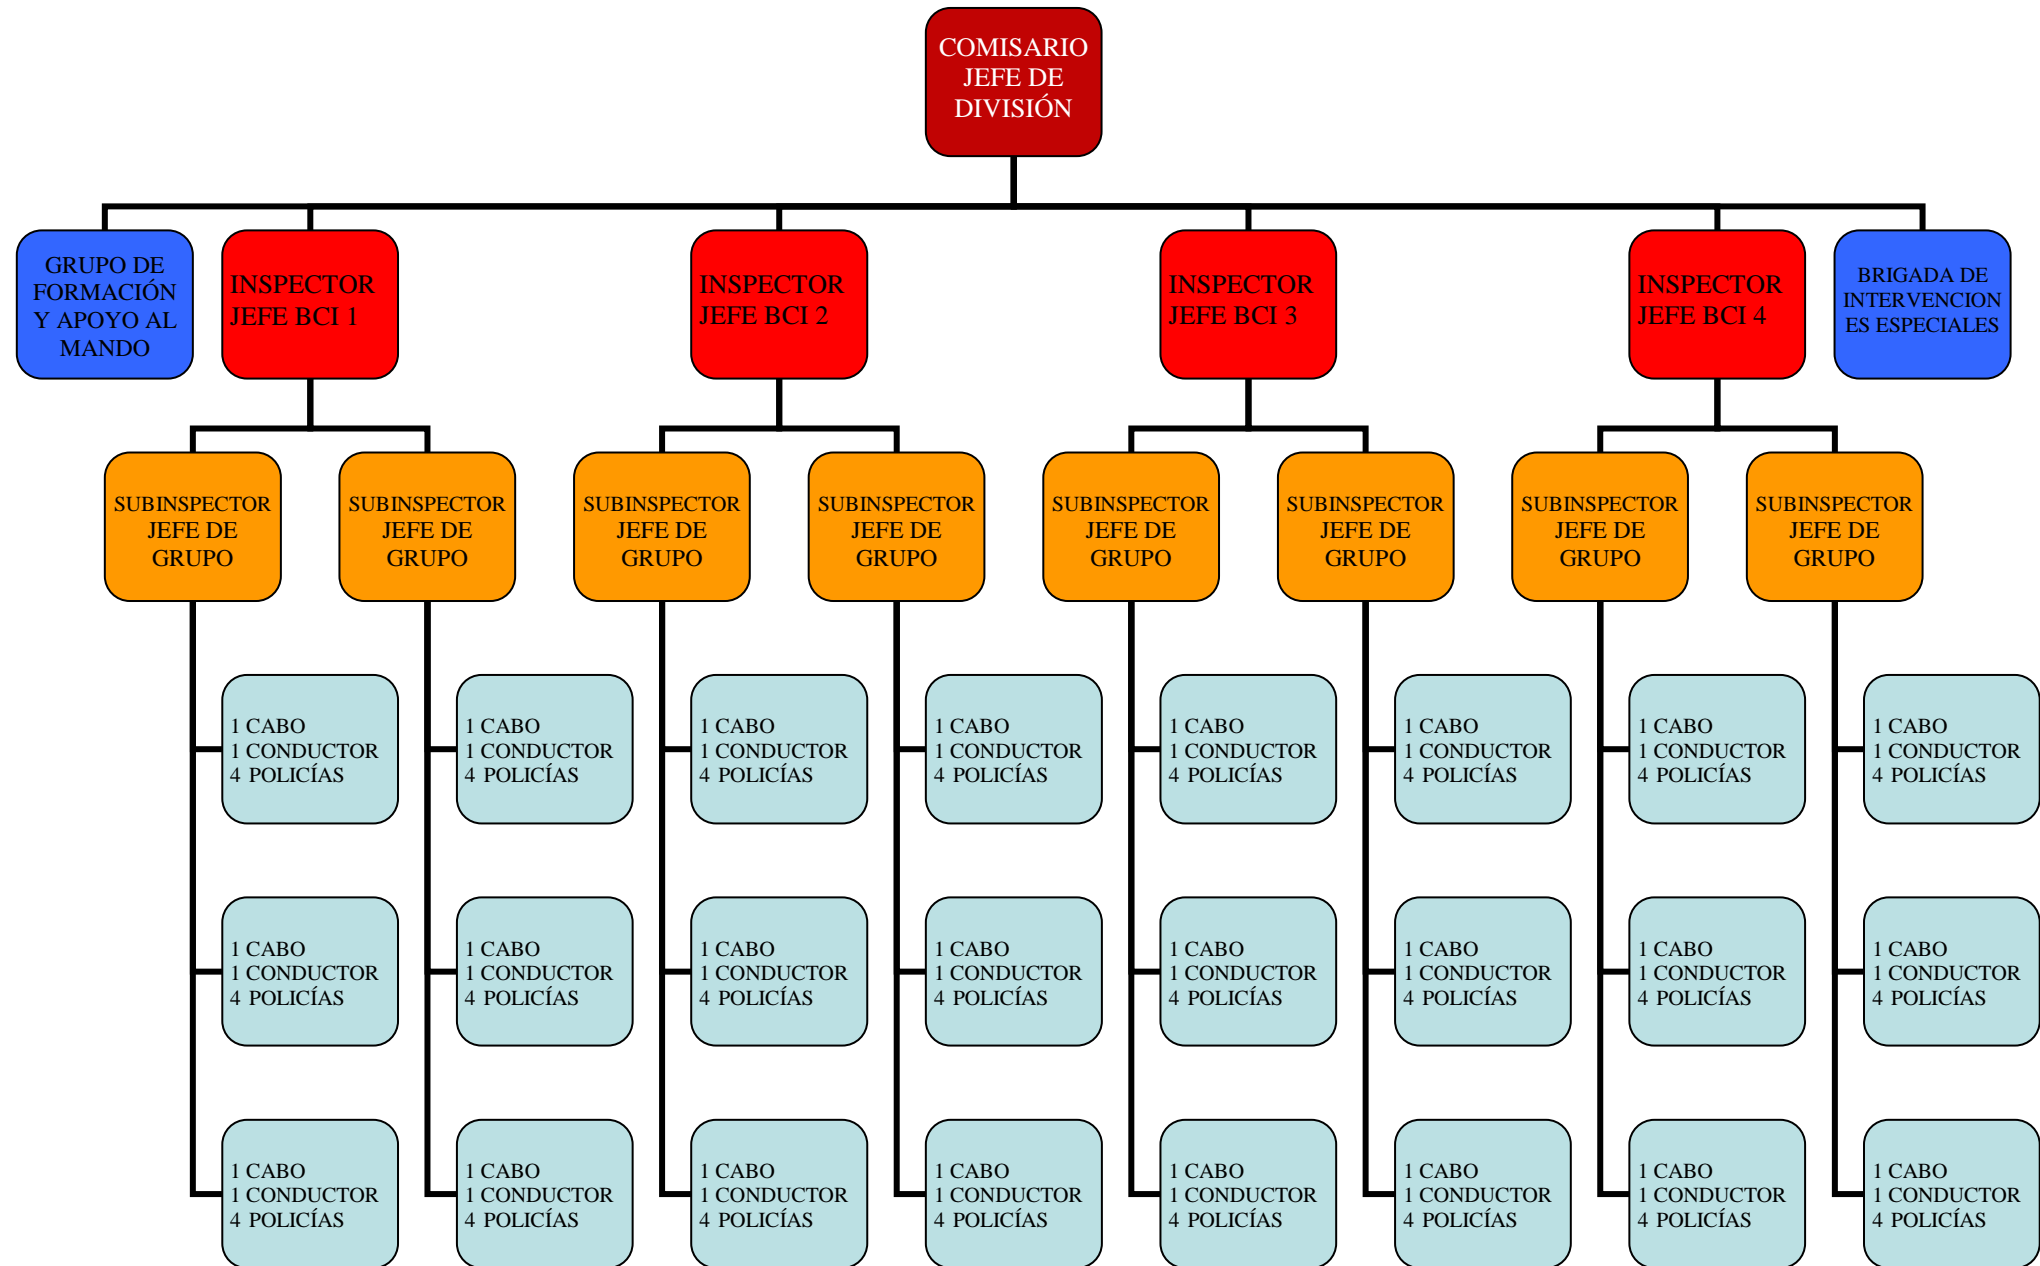 COMISARIO
JEFE DE
DIVISIÓN
GRUPO DE
FORMACIÓN
Y APOYO AL
MANDO
INSPECTOR
JEFE BCI 1
INSPECTOR
JEFE BCI 2
INSPECTOR
JEFE BCI 3
INSPECTOR
JEFE BCI 4
BRIGADA DE
INTERVENCION
ES ESPECIALES
SUBINSPECTOR
JEFE DE
GRUPO
SUBINSPECTOR
JEFE DE
GRUPO
SUBINSPECTOR
JEFE DE
GRUPO
SUBINSPECTOR
JEFE DE
GRUPO
SUBINSPECTOR
JEFE DE
GRUPO
SUBINSPECTOR
JEFE DE
GRUPO
SUBINSPECTOR
JEFE DE
GRUPO
SUBINSPECTOR
JEFE DE
GRUPO
1 CABO
1 CONDUCTOR
4 POLICÍAS
1 CABO
1 CONDUCTOR
4 POLICÍAS
1 CABO
1 CONDUCTOR
4 POLICÍAS
1 CABO
1 CONDUCTOR
4 POLICÍAS
1 CABO
1 CONDUCTOR
4 POLICÍAS
1 CABO
1 CONDUCTOR
4 POLICÍAS
1 CABO
1 CONDUCTOR
4 POLICÍAS
1 CABO
1 CONDUCTOR
4 POLICÍAS
1 CABO
1 CONDUCTOR
4 POLICÍAS
1 CABO
1 CONDUCTOR
4 POLICÍAS
1 CABO
1 CONDUCTOR
4 POLICÍAS
1 CABO
1 CONDUCTOR
4 POLICÍAS
1 CABO
1 CONDUCTOR
4 POLICÍAS
1 CABO
1 CONDUCTOR
4 POLICÍAS
1 CABO
1 CONDUCTOR
4 POLICÍAS
1 CABO
1 CONDUCTOR
4 POLICÍAS
1 CABO
1 CONDUCTOR
4 POLICÍAS
1 CABO
1 CONDUCTOR
4 POLICÍAS
1 CABO
1 CONDUCTOR
4 POLICÍAS
1 CABO
1 CONDUCTOR
4 POLICÍAS
1 CABO
1 CONDUCTOR
4 POLICÍAS
1 CABO
1 CONDUCTOR
4 POLICÍAS
1 CABO
1 CONDUCTOR
4 POLICÍAS
1 CABO
1 CONDUCTOR
4 POLICÍAS